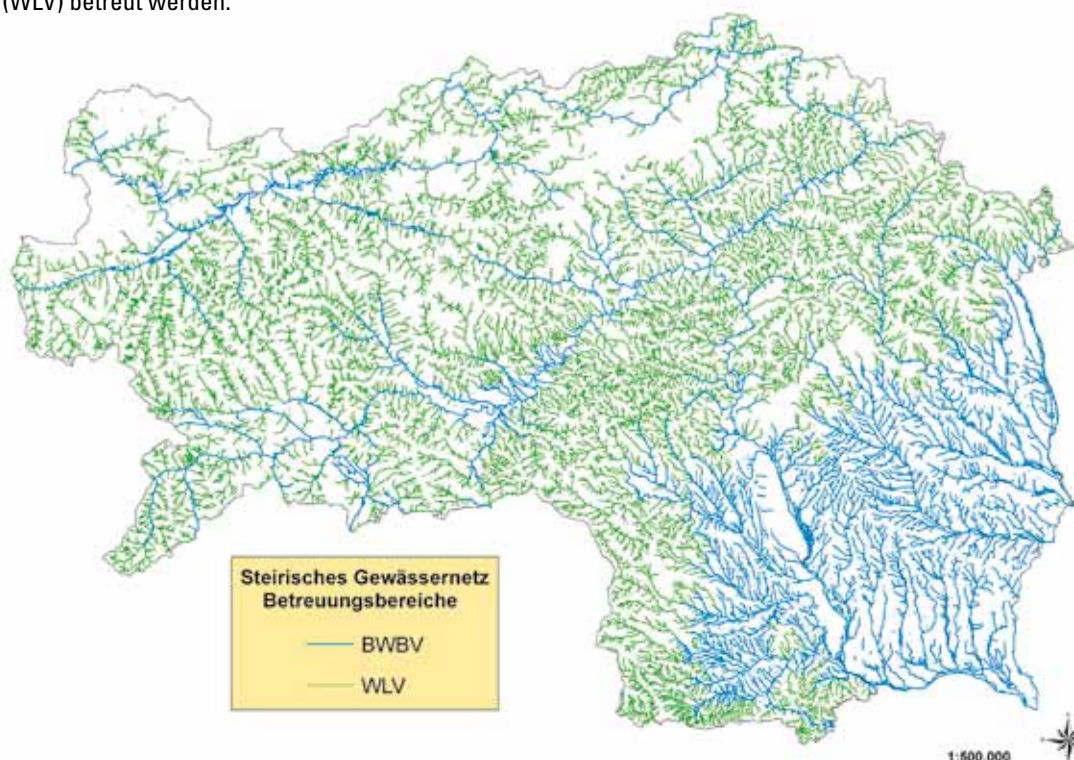 (WLV) betreut werden.
Steirisches Gewässernetz
Betreuungsbereiche
BWBV
WLV
1:500.000